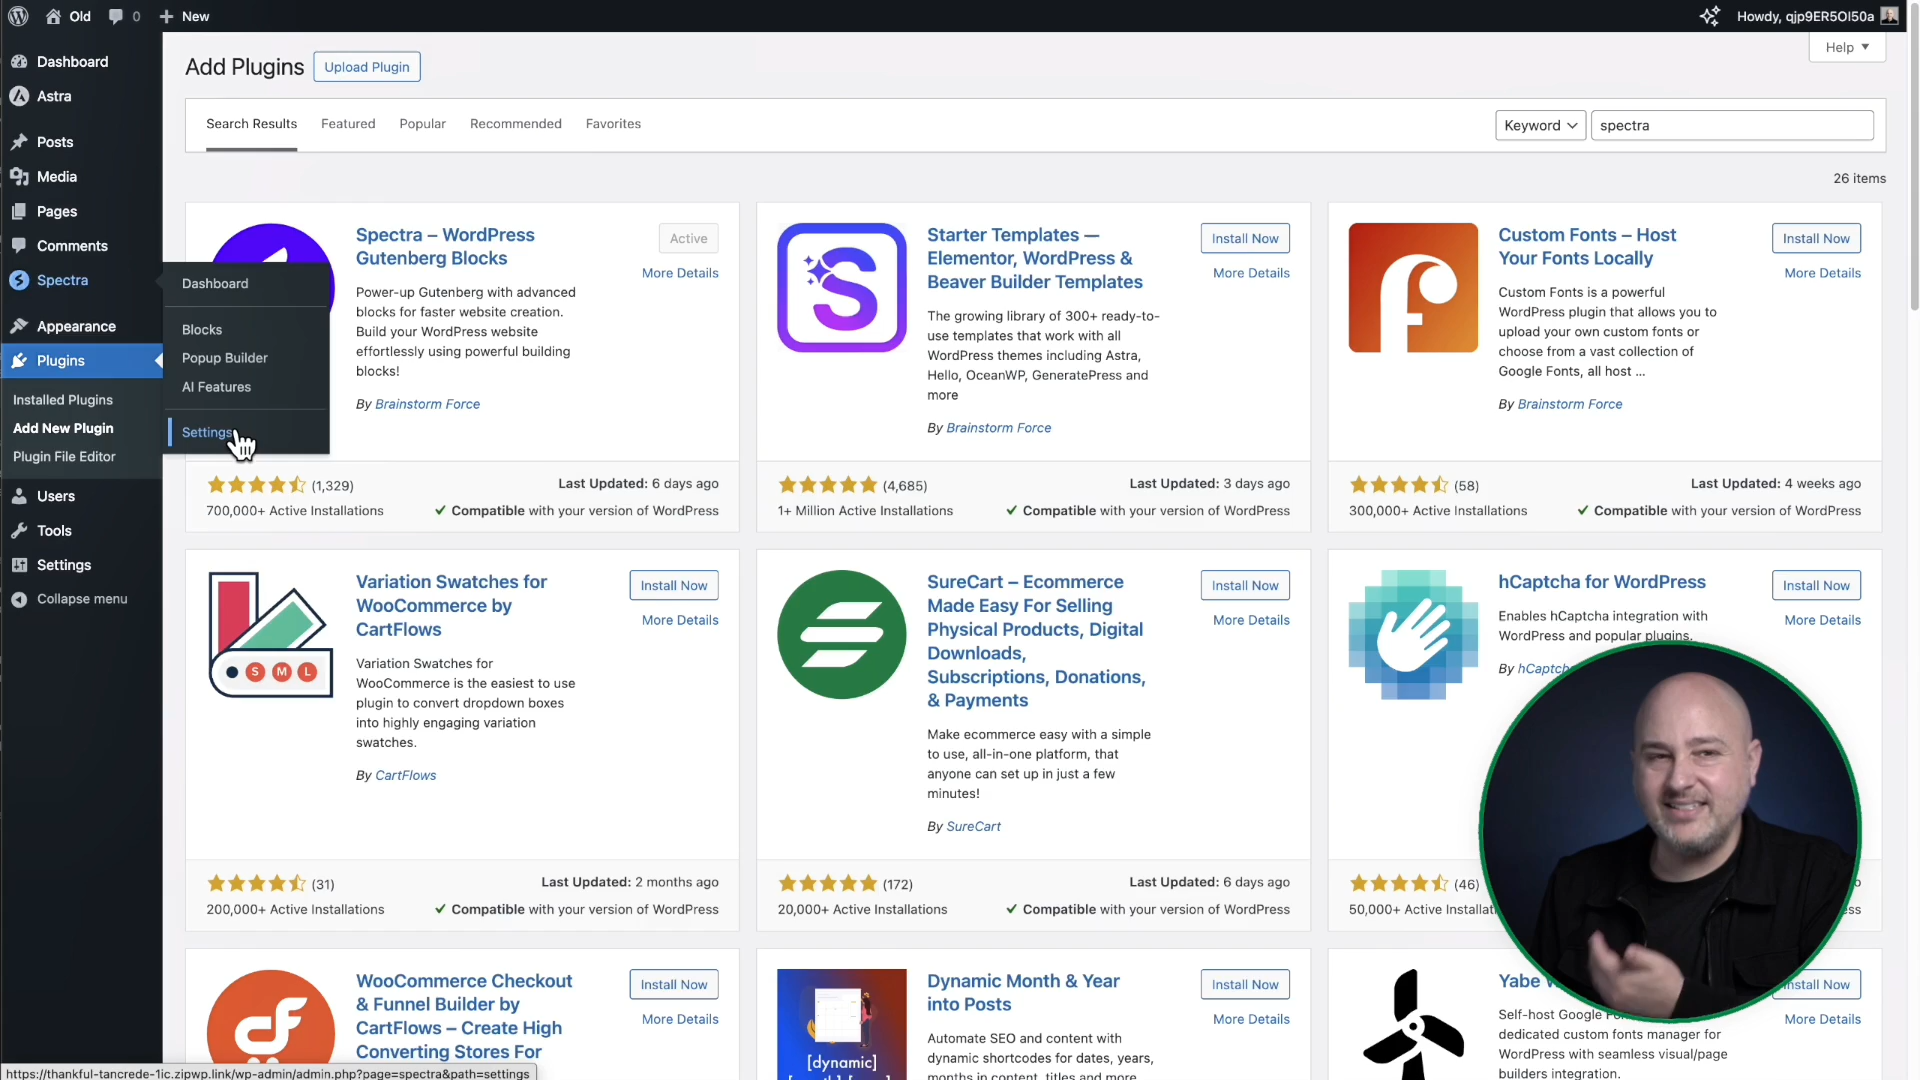 Old
0
New
Howdy, qjp9ER5OI50a
Help
Dashboard
Astra
Posts
Media
Pages
Comments
Spectra
Appearance
Plugins
Installed Plugins
Add New Plugin
Plugin File Editor
Users
Tools
Settings
Collapse menu
Dashboard
Blocks
Popup Builder
AI Features
Settings
Add Plugins
Upload Plugin
Search Results
Featured
Popular
Recommended
Favorites
Keyword
spectra
26 items
Spectra – WordPress
Gutenberg Blocks
Active
More Details
Power-up Gutenberg with advanced
blocks for faster website creation.
Build your WordPress website
effortlessly using powerful building
blocks!
By Brainstorm Force
(1,329)
Last Updated: 6 days ago
700,000+ Active Installations
Compatible with your version of WordPress
Starter Templates —
Elementor, WordPress &
Beaver Builder Templates
Install Now
More Details
The growing library of 300+ ready-to-
use templates that work with all
WordPress themes including Astra,
Hello, OceanWP, GeneratePress and
more
By Brainstorm Force
(4,685)
Last Updated: 3 days ago
1+ Million Active Installations
Compatible with your version of WordPress
Custom Fonts – Host
Your Fonts Locally
Install Now
More Details
Custom Fonts is a powerful
WordPress plugin that allows you to
upload your own custom fonts or
choose from a vast collection of
Google Fonts, all host ...
By Brainstorm Force
(58)
Last Updated: 4 weeks ago
300,000+ Active Installations
Compatible with your version of WordPress
S M L
Variation Swatches for
WooCommerce by
CartFlows
Install Now
More Details
Variation Swatches for
WooCommerce is the easiest to use
plugin to convert dropdown boxes
into highly engaging variation
swatches.
By CartFlows
(31)
Last Updated: 2 months ago
200,000+ Active Installations
Compatible with your version of WordPress
SureCart – Ecommerce
Made Easy For Selling
Physical Products, Digital
Downloads,
Subscriptions, Donations,
& Payments
Install Now
More Details
Make ecommerce easy with a simple
to use, all-in-one platform, that
anyone can set up in just a few
minutes!
By SureCart
(172)
Last Updated: 6 days ago
20,000+ Active Installations
Compatible with your version of WordPress
hCaptcha for WordPress
Install Now
More Details
Enables hCaptcha integration with
WordPress and popular plugins.
By hCaptch
(46)
50,000+ Active Installat
WooCommerce Checkout
& Funnel Builder by
CartFlows – Create High
Converting Stores For
Install Now
More Details
[dynamic]
Dynamic Month & Year
into Posts
Install Now
More Details
Automate SEO and content with
dynamic shortcodes for dates, years,
months in content, titles and more
Yabe
Install Now
More Details
Self-host Google
dedicated custom fonts manager for
WordPress with seamless visual/page
builders integration.
https://thankful-tancrede-1ic.zipwp.link/wp-admin/admin.php?page=spectra&path=settings